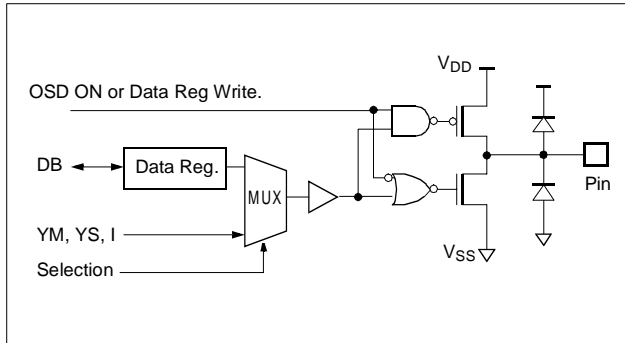 V_DD
OSD ON or Data Reg Write.
DB
Data Reg.
MUX
Pin
YM, YS, I
V_SS
Selection